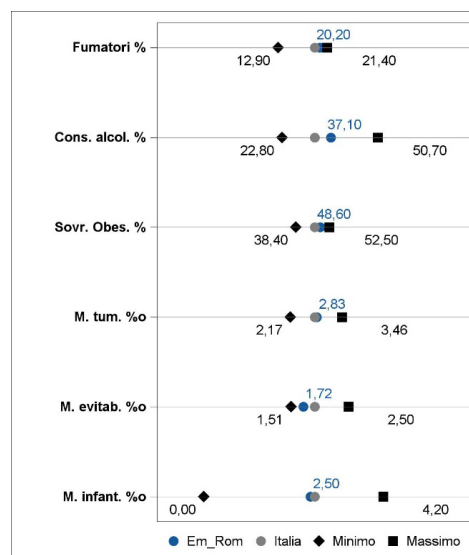 20,20
Fumatori %
12,90 21,40
37,10
Cons. alcol. %
22,80 50,70
48,60
Sovr. Obes. %
38,40 52,50
2,83
M. tum. %o
2,17 3,46
1,72
M. evitab. %o
1,51 2,50
2,50
M. infant. %o
0,00 4,20
Em_Rom Italia Minimo Massimo